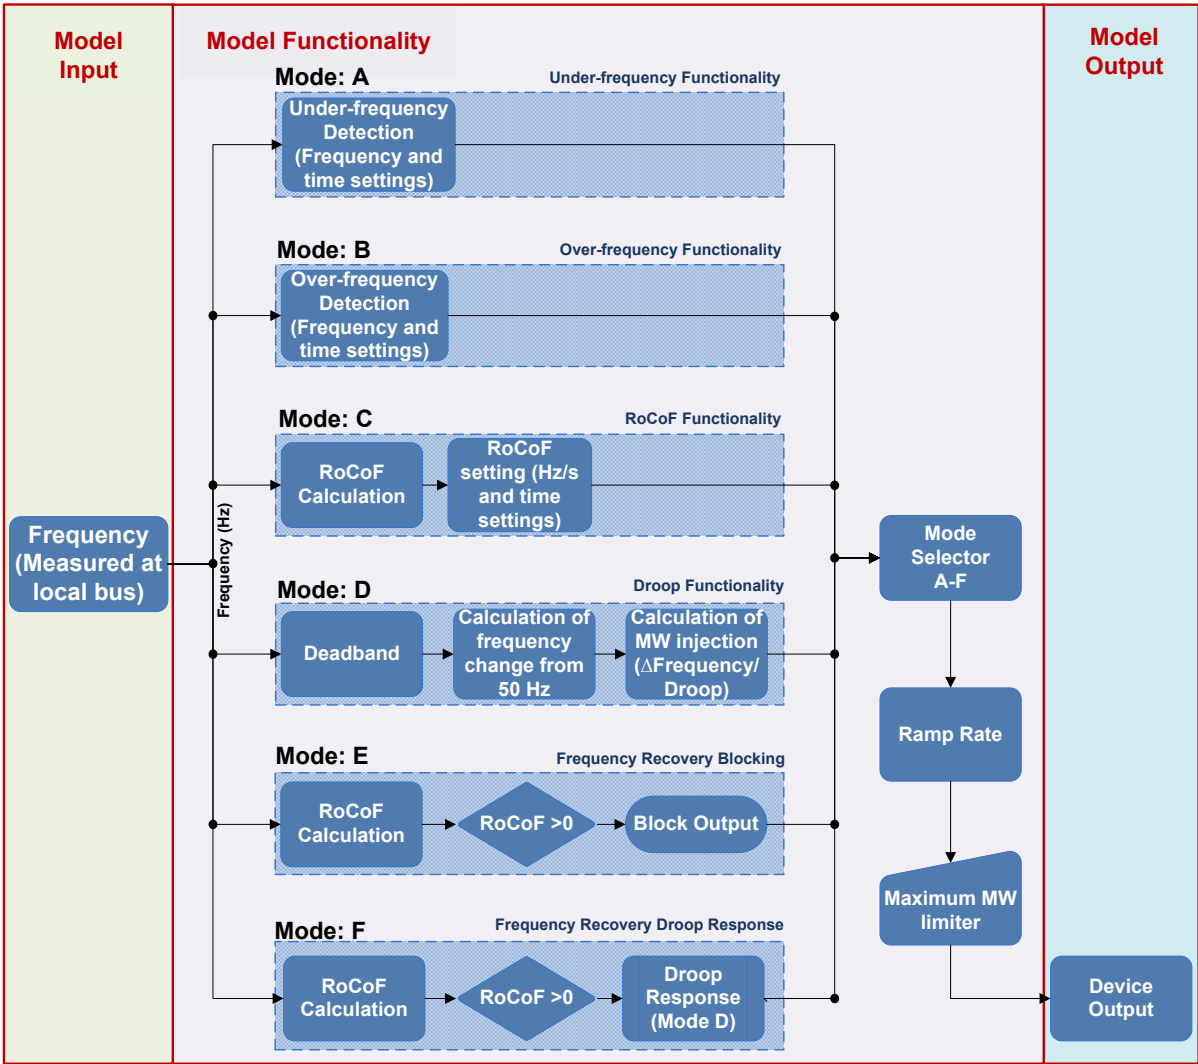 Model
Input
Model Functionality
Model
Output
Mode: A
Under-frequency Functionality
Under-frequency
Detection
(Frequency and
time settings)
Mode: B
Over-frequency Functionality
Over-frequency
Detection
(Frequency and
time settings)
Mode: C
RoCoF Functionality
RoCoF
Calculation
RoCoF
setting (Hz/s
and time
settings)
Frequency
(Measured at
local bus)
Frequency (Hz)
Mode: D
Droop Functionality
Deadband
Calculation of
frequency
change from
50 Hz
Calculation of
MW injection
(∆Frequency/
Droop)
Mode: E
Frequency Recovery Blocking
RoCoF
Calculation
RoCoF >0
Block Output
Mode: F
Frequency Recovery Droop Response
RoCoF
Calculation
RoCoF >0
Droop
Response
(Mode D)
Mode
Selector
A-F
Ramp Rate
Maximum MW
limiter
Device
Output